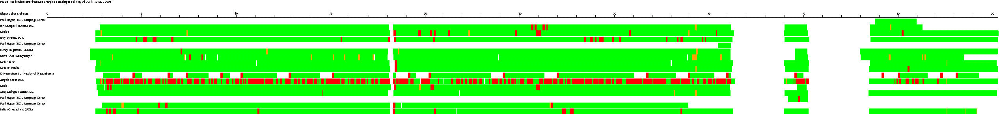 Packet loss for data sent from Sue Sharples 3 starting at Fri May 01 10:14:49 BST 1998
Elapsed time (minutes) 0 5 10 15 20 25 30 35 40 45 50
Paul Hogan (UCL Language Centre)
Ian Campbell (Exeter, UK)
Louise
Roy Bennett, UCL
Paul Hogan (UCL Language Centre)
Henry Hughes (UKERNA)
Dave Price (Aberystwyth)
Kris Hasler
Kristian Hasler
D Hearnshaw (University of Westminster)
Angela Sasse UCL
Kasia
Gary Stringer (Exeter, UK)
Paul Hogan (UCL Language Centre)
Paul Hogan (UCL Language Centre)
Julian Chesterfield (UCL)